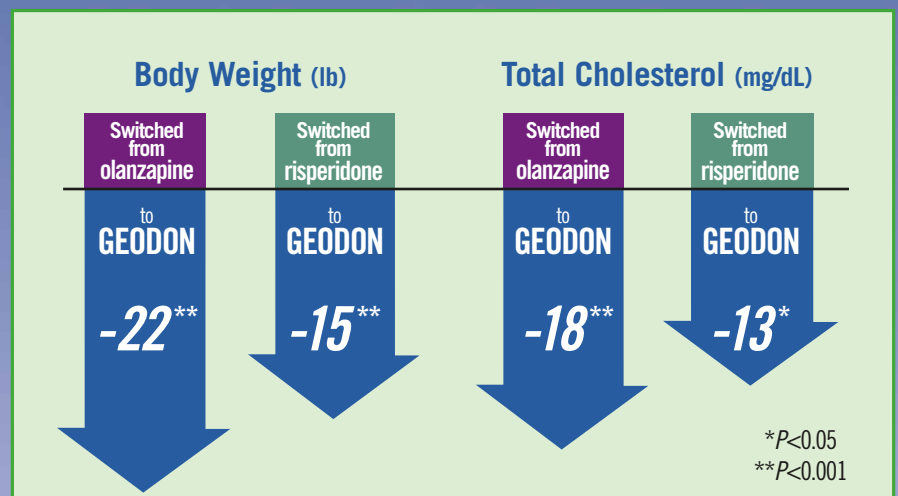 Body Weight (lb)
Switched
from
olanzapine
to
GEODON
-22**
Switched
from
risperidone
to
GEODON
-15**
Total Cholesterol (mg/dL)
Switched
from
olanzapine
to
GEODON
-18**
Switched
from
risperidone
to
GEODON
-13*
*P<0.05
**P<0.001